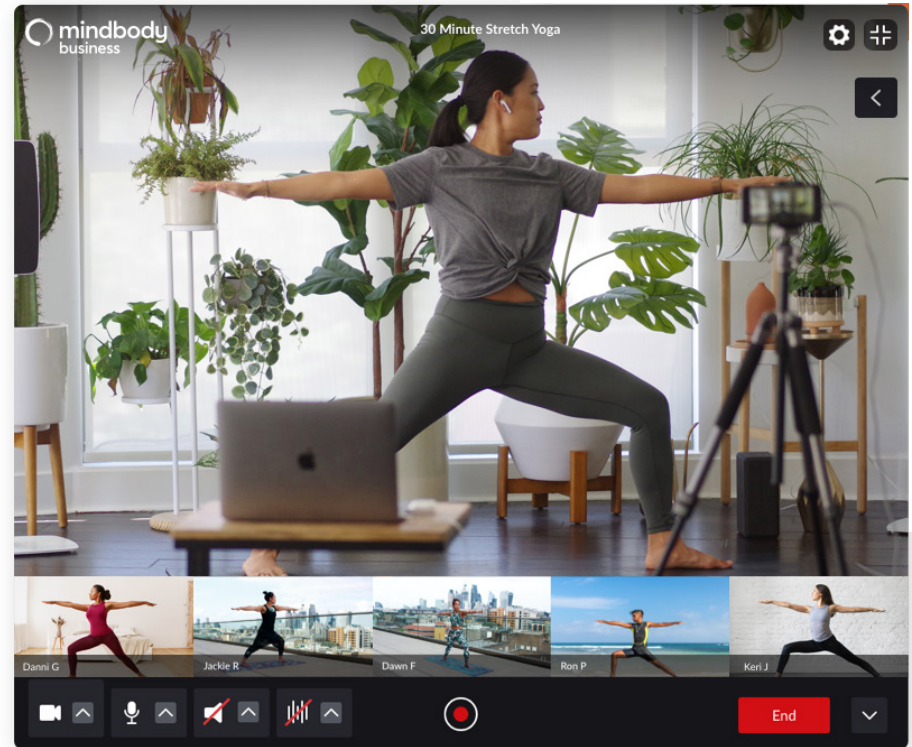 mindbody
business
30 Minute Stretch Yoga
Danni G
Jackie R
Dawn F
Ron P
Keri J
End